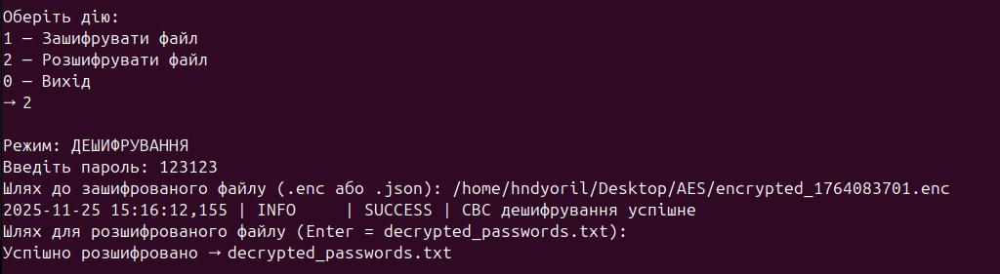 Оберіть дію:
1 — Зашифрувати файл
2 — Розшифрувати файл
0 — Вихід
→ 2
Режим: ДЕШИФРУВАННЯ
Введіть пароль: 123123
Шлях до зашифрованого файлу (.enc або .json): /home/hndyoril/Desktop/AES/encrypted_1764083701.enc
2025-11-25 15:16:12,155 | INFO     | SUCCESS | CBC дешифрування успішне
Шлях для розшифрованого файлу (Enter = decrypted_passwords.txt):
Успішно розшифровано → decrypted_passwords.txt